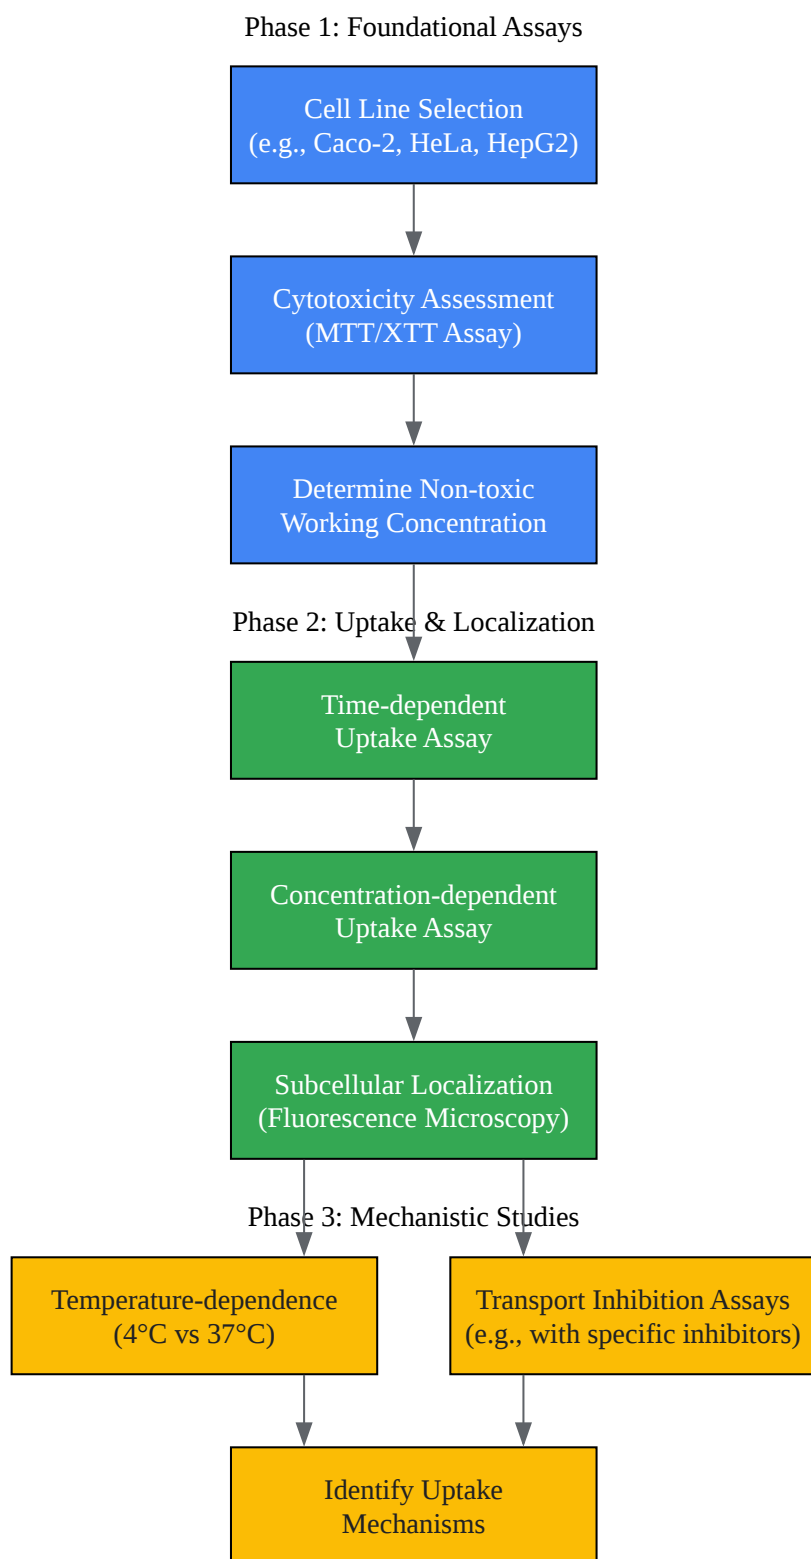 Phase 1: Foundational Assays
Cell Line Selection
(e.g., Caco-2, HeLa, HepG2)
Cytotoxicity Assessment
(MTT/XTT Assay)
Determine Non-toxic
Working Concentration
Phase 2: Uptake & Localization
Time-dependent
Uptake Assay
Concentration-dependent
Uptake Assay
Subcellular Localization
(Fluorescence Microscopy)
Phase 3: Mechanistic Studies
Temperature-dependence
(4°C vs 37°C)
Transport Inhibition Assays
(e.g., with specific inhibitors)
Identify Uptake
Mechanisms